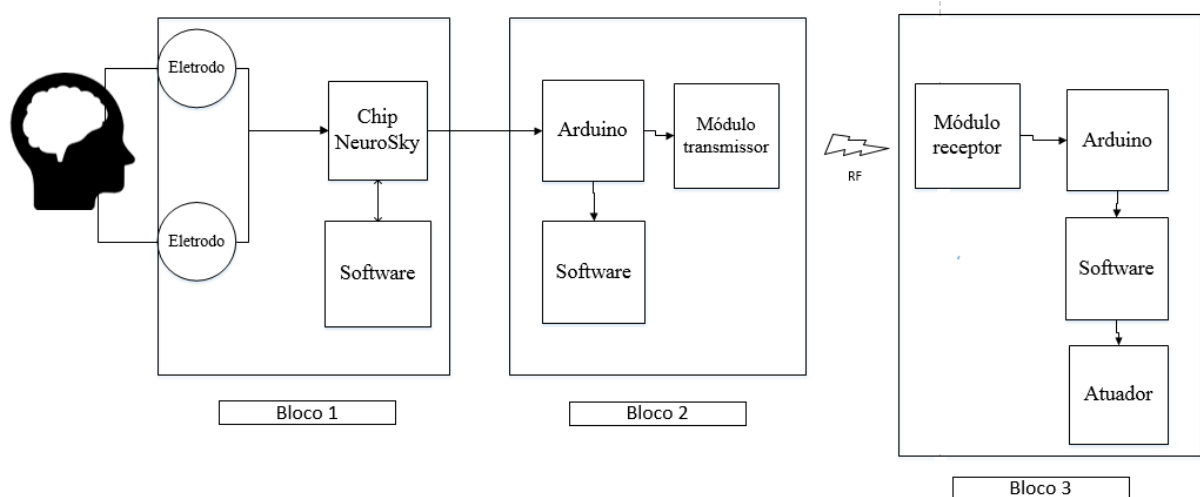 Eletrodo
Chip
NeuroSky
Eletrodo
Software
Bloco 1
Arduino
Módulo
transmissor
Software
Bloco 2
RF
Módulo
receptor
Arduino
Software
Atuador
Bloco 3